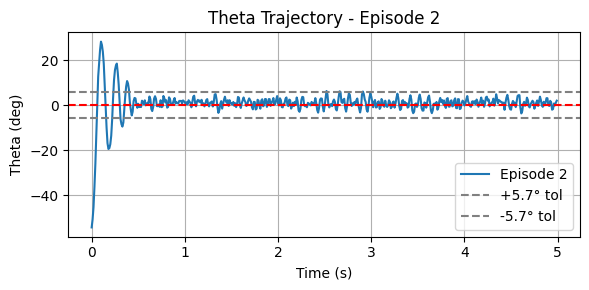 Theta Trajectory - Episode 2
Theta (deg)
20
0
−20
−40
0
1
2
3
4
5
Time (s)
Episode 2
+5.7° tol
-5.7° tol